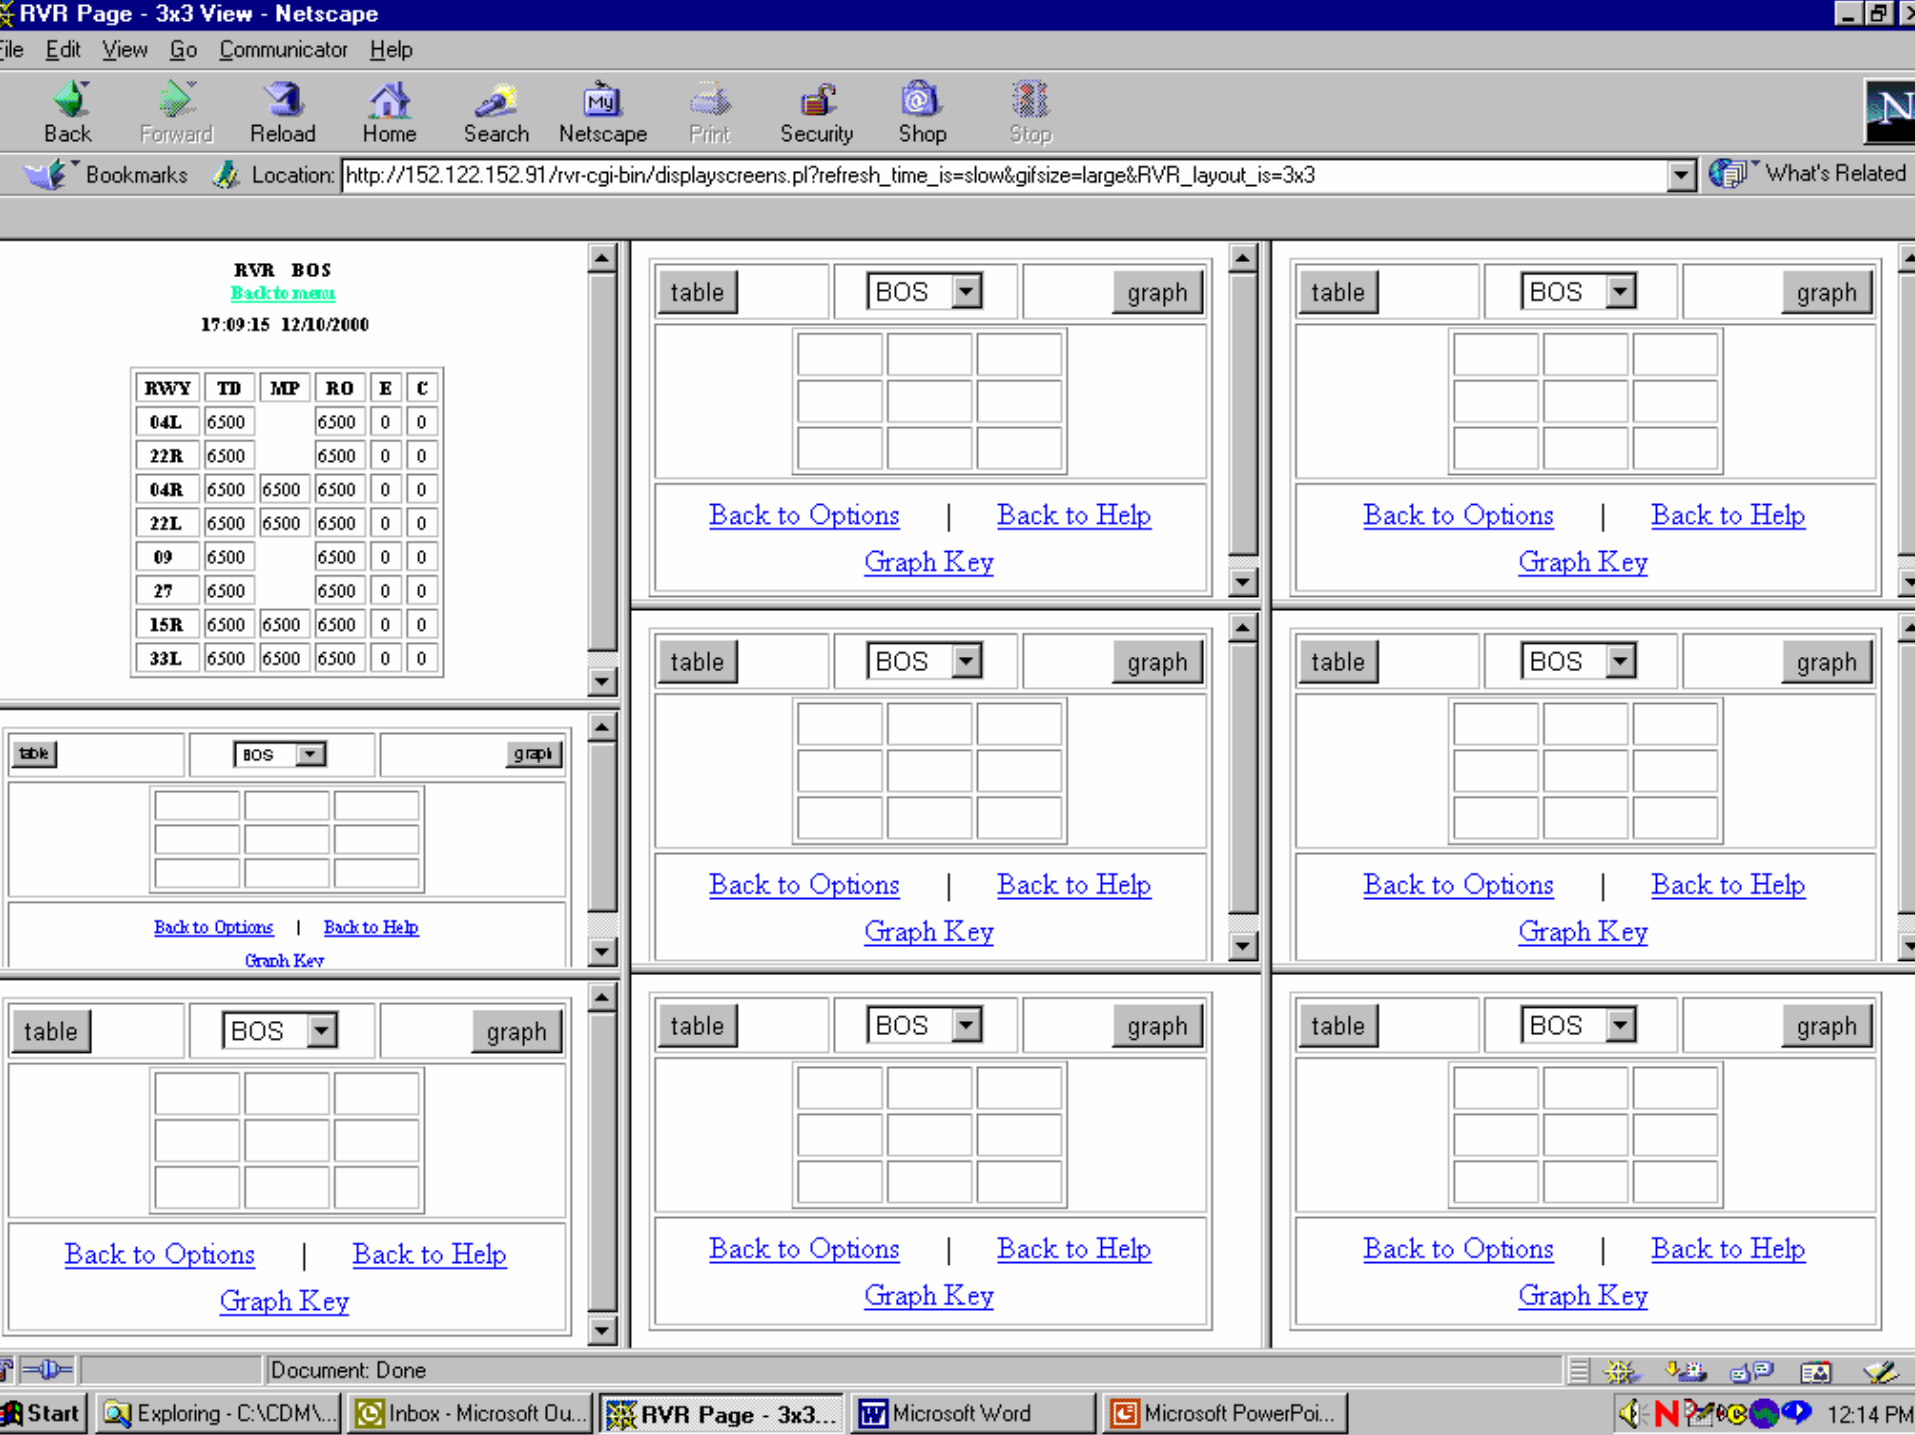 RVR Page - 3x3 View - Netscape
File Edit View Go Communicator Help
Back Forward Reload Home Search Netscape Print Security Shop Stop
My
N
Bookmarks Location: http://152.122.152.91/rvr-cgi-bin/displayscreens.pl?refresh_time_is=slow&gifsize=large&RVR_layout_is=3x3 What's Related
RVR BOS
Back to menu
17:09:15 12/10/2000
RWY TD MP RO E C
04L 6500 6500 0 0
22R 6500 6500 0 0
04R 6500 6500 6500 0 0
22L 6500 6500 6500 0 0
09 6500 6500 0 0
27 6500 6500 0 0
15R 6500 6500 6500 0 0
33L 6500 6500 6500 0 0
table BOS graph
Back to Options | Back to Help
Graph Key
table BOS graph
Back to Options | Back to Help
Graph Key
table BOS graph
Back to Options | Back to Help
Graph Key
table BOS graph
Back to Options | Back to Help
Graph Key
table BOS graph
Back to Options | Back to Help
Graph Key
table BOS graph
Back to Options | Back to Help
Graph Key
table BOS graph
Back to Options | Back to Help
Graph Key
table BOS graph
Back to Options | Back to Help
Graph Key
Document: Done
Start Exploring - C:\CDM\... Inbox - Microsoft Ou... RVR Page - 3x3... Microsoft Word Microsoft PowerPoi... 12:14 PM